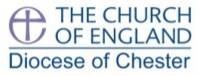 THE CHURCH
OF ENGLAND
Diocese of Chester